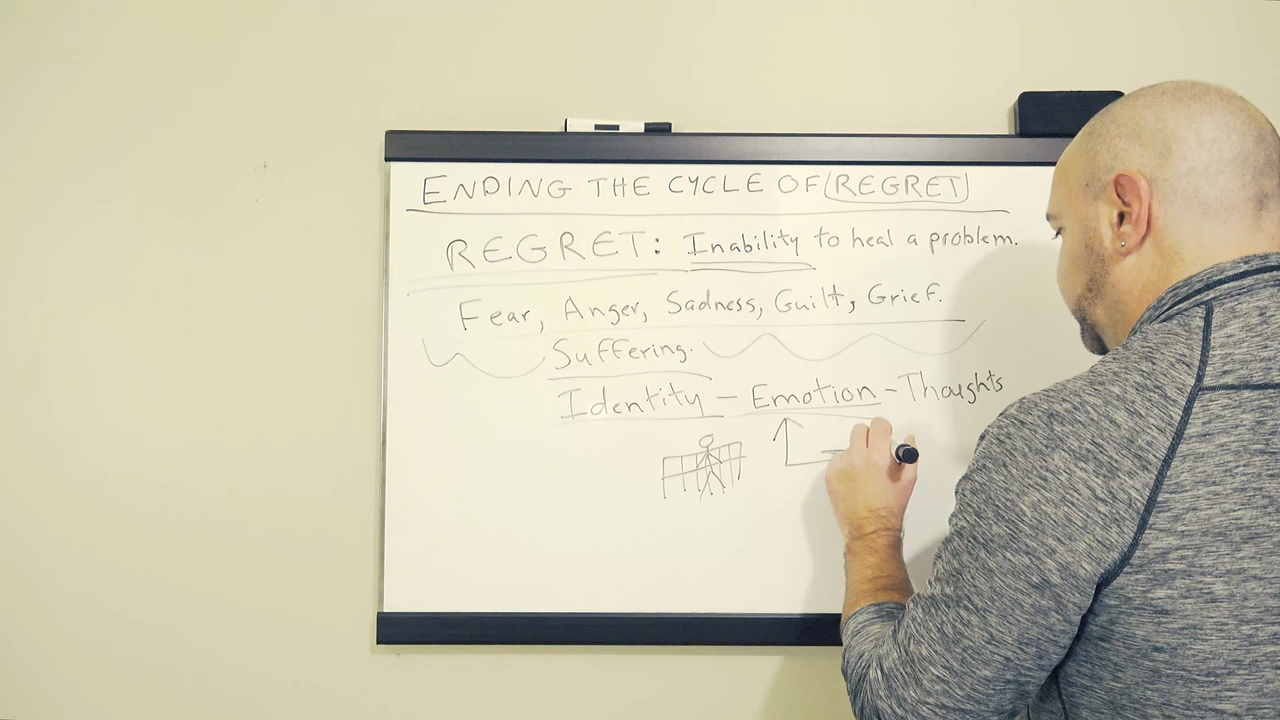 ENDING THE CYCLE OF REGRET
REGRET: Inability to heal a problem.
Fear, Anger, Sadness, Guilt, Grief.
Suffering.
Identity - Emotion - Thoughts